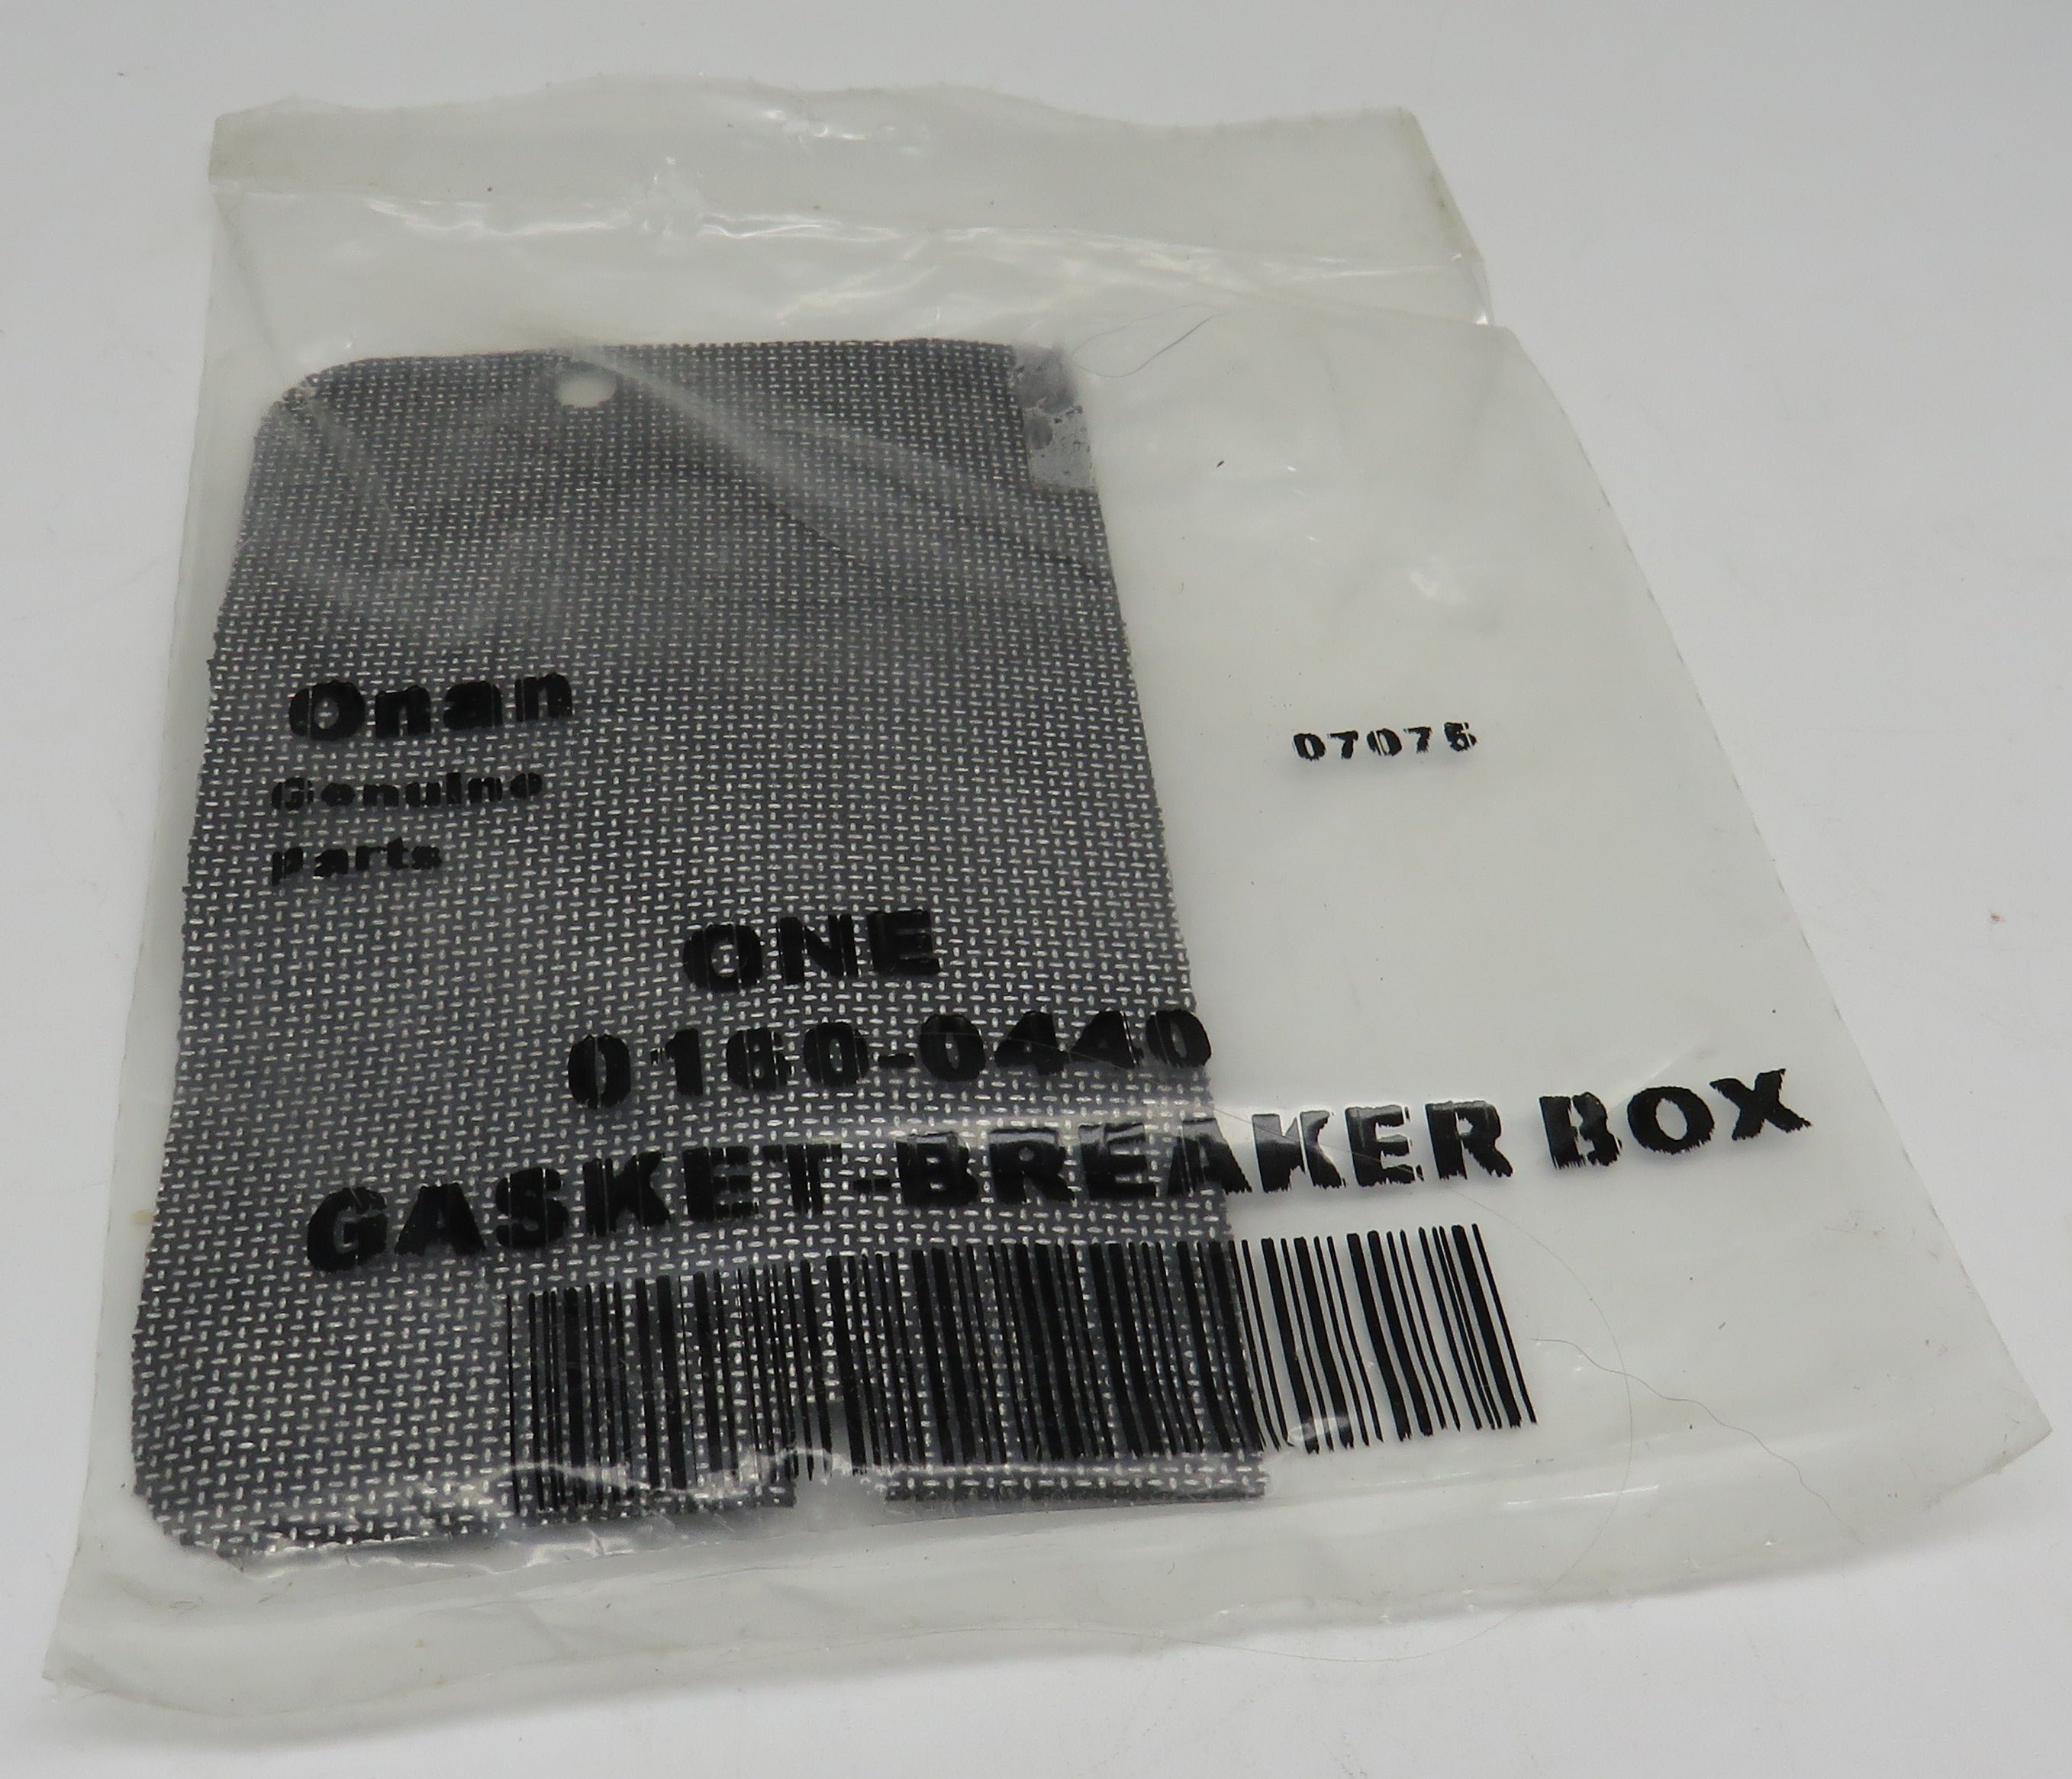 Onan
Genuine
Parts
07075
ONE
0160-0440
GASKET-BREAKER BOX